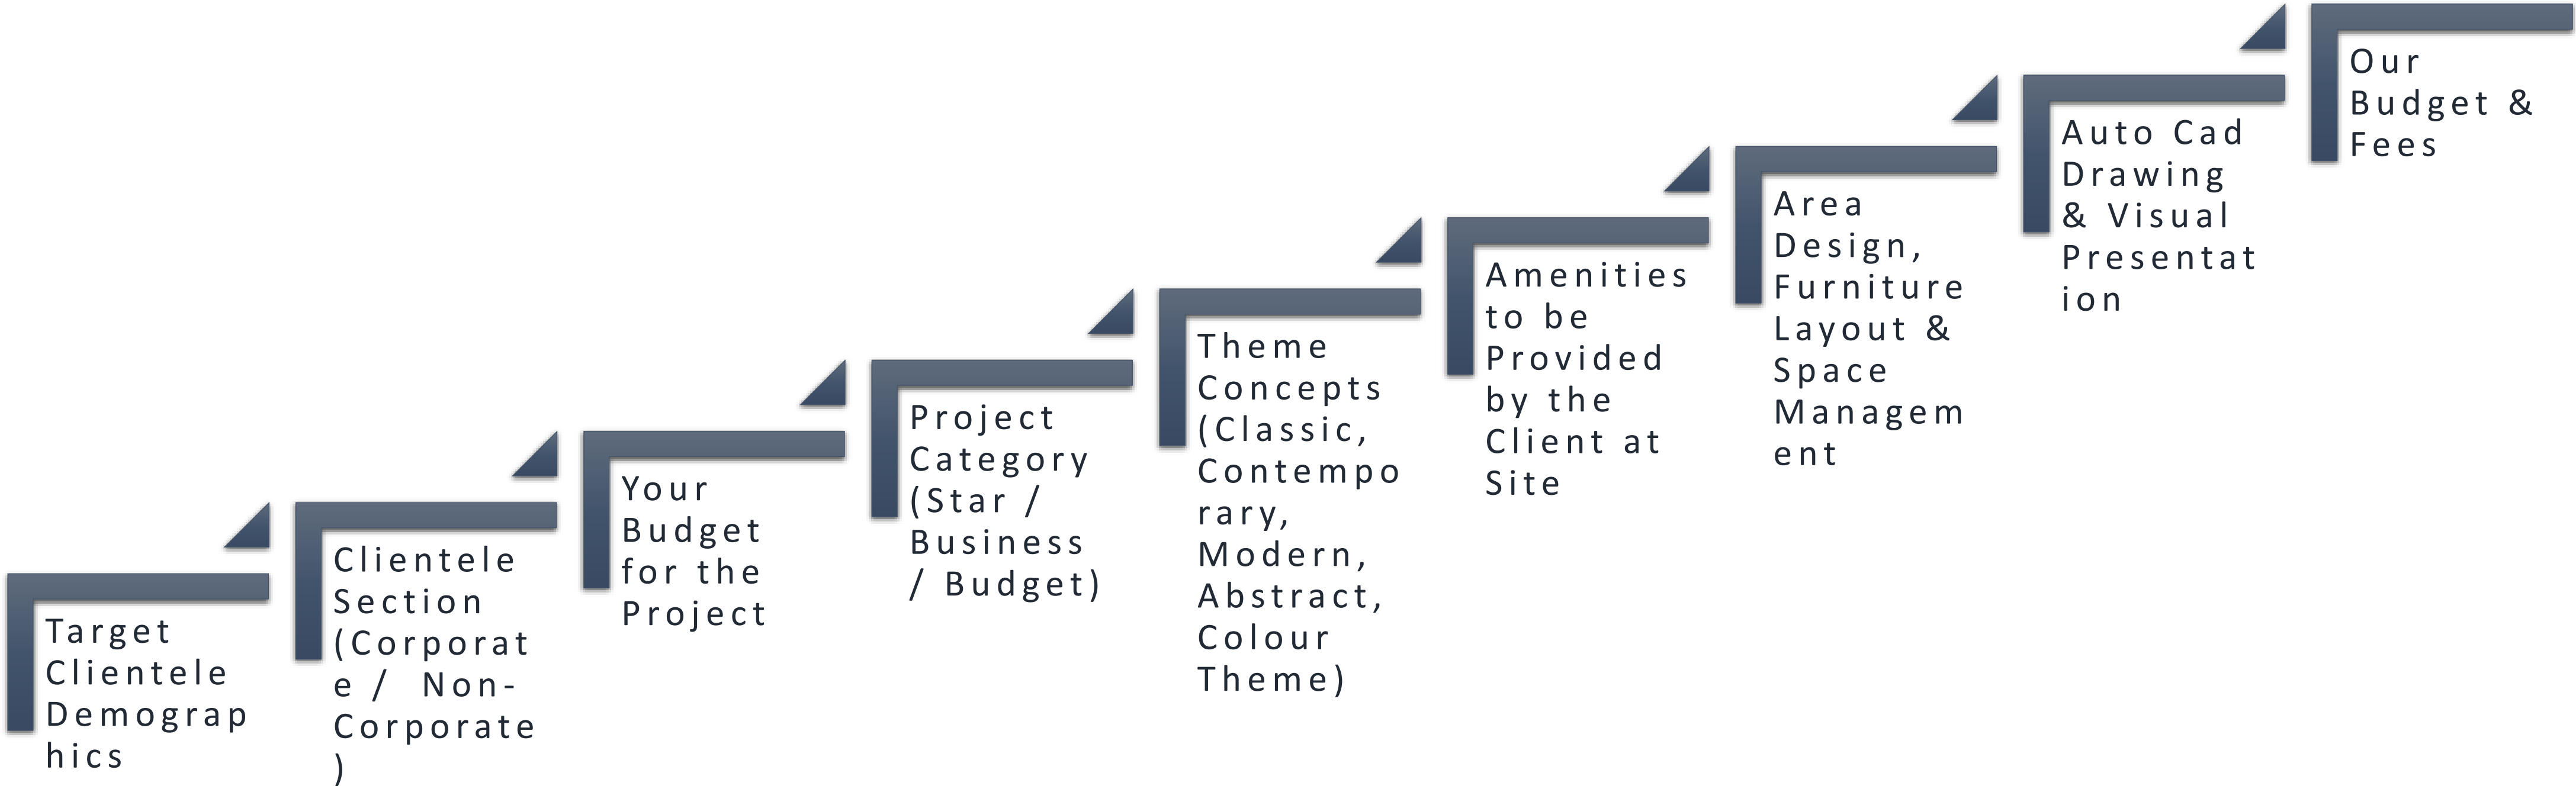 Target
Clientele
Demograp
hics
Clientele
Section
(Corporat
e / Non-
Corporate
)
Your
Budget
for the
Project
Project
Category
(Star /
Business
/ Budget)
Theme
Concepts
(Classic,
Contempo
rary,
Modern,
Abstract,
Colour
Theme)
Amenities
to be
Provided
by the
Client at
Site
Area
Design,
Furniture
Layout &
Space
Managem
ent
Auto Cad
Drawing
& Visual
Presentat
ion
Our
Budget &
Fees